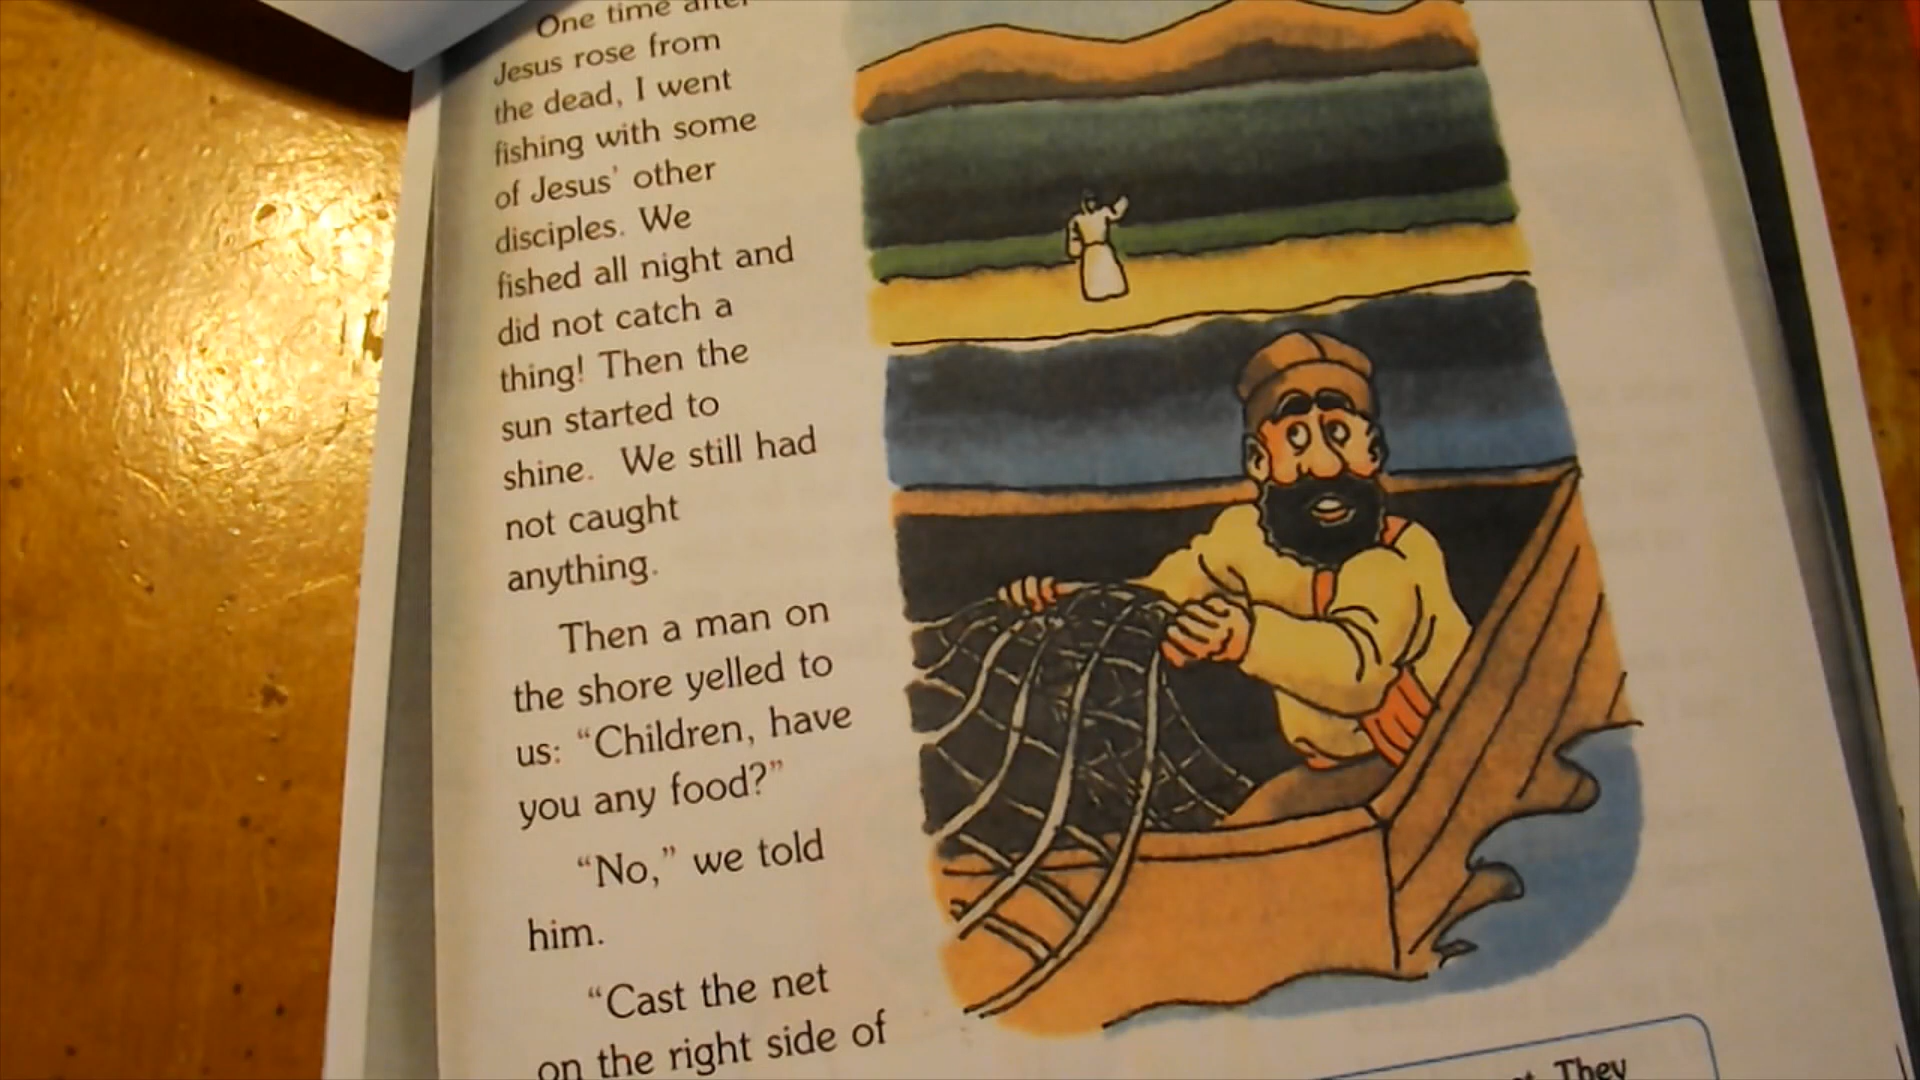 One time after
Jesus rose from
the dead, I went
fishing with some
of Jesus' other
disciples. We
fished all night and
did not catch a
thing! Then the
sun started to
shine. We still had
not caught
anything.
Then a man on
the shore yelled to
us: “Children, have
you any food?”
“No,” we told
him.
“Cast the net
on the right side of
They